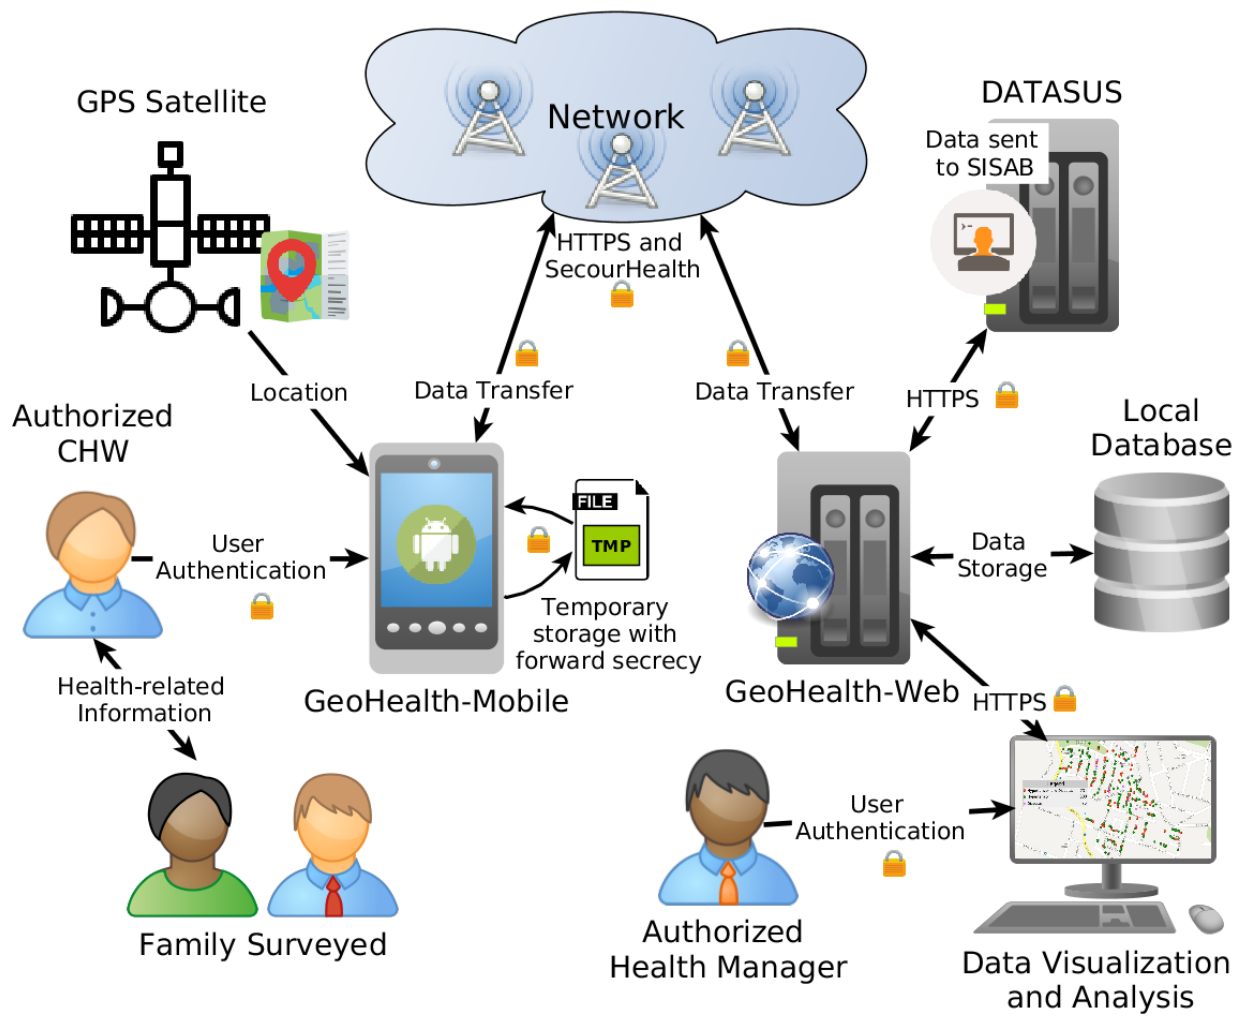 GPS Satellite
Network
DATASUS
Data sent
to SISAB
HTTPS and
SecourHealth
Location
Data Transfer
Data Transfer
HTTPS
Authorized
CHW
Local
Database
FILE
TMP
User
Authentication
Data
Storage
Temporary
storage with
forward secrecy
Health-related
Information
GeoHealth-Mobile
GeoHealth-Web
HTTPS
User
Authentication
Family Surveyed
Authorized
Health Manager
Data Visualization
and Analysis